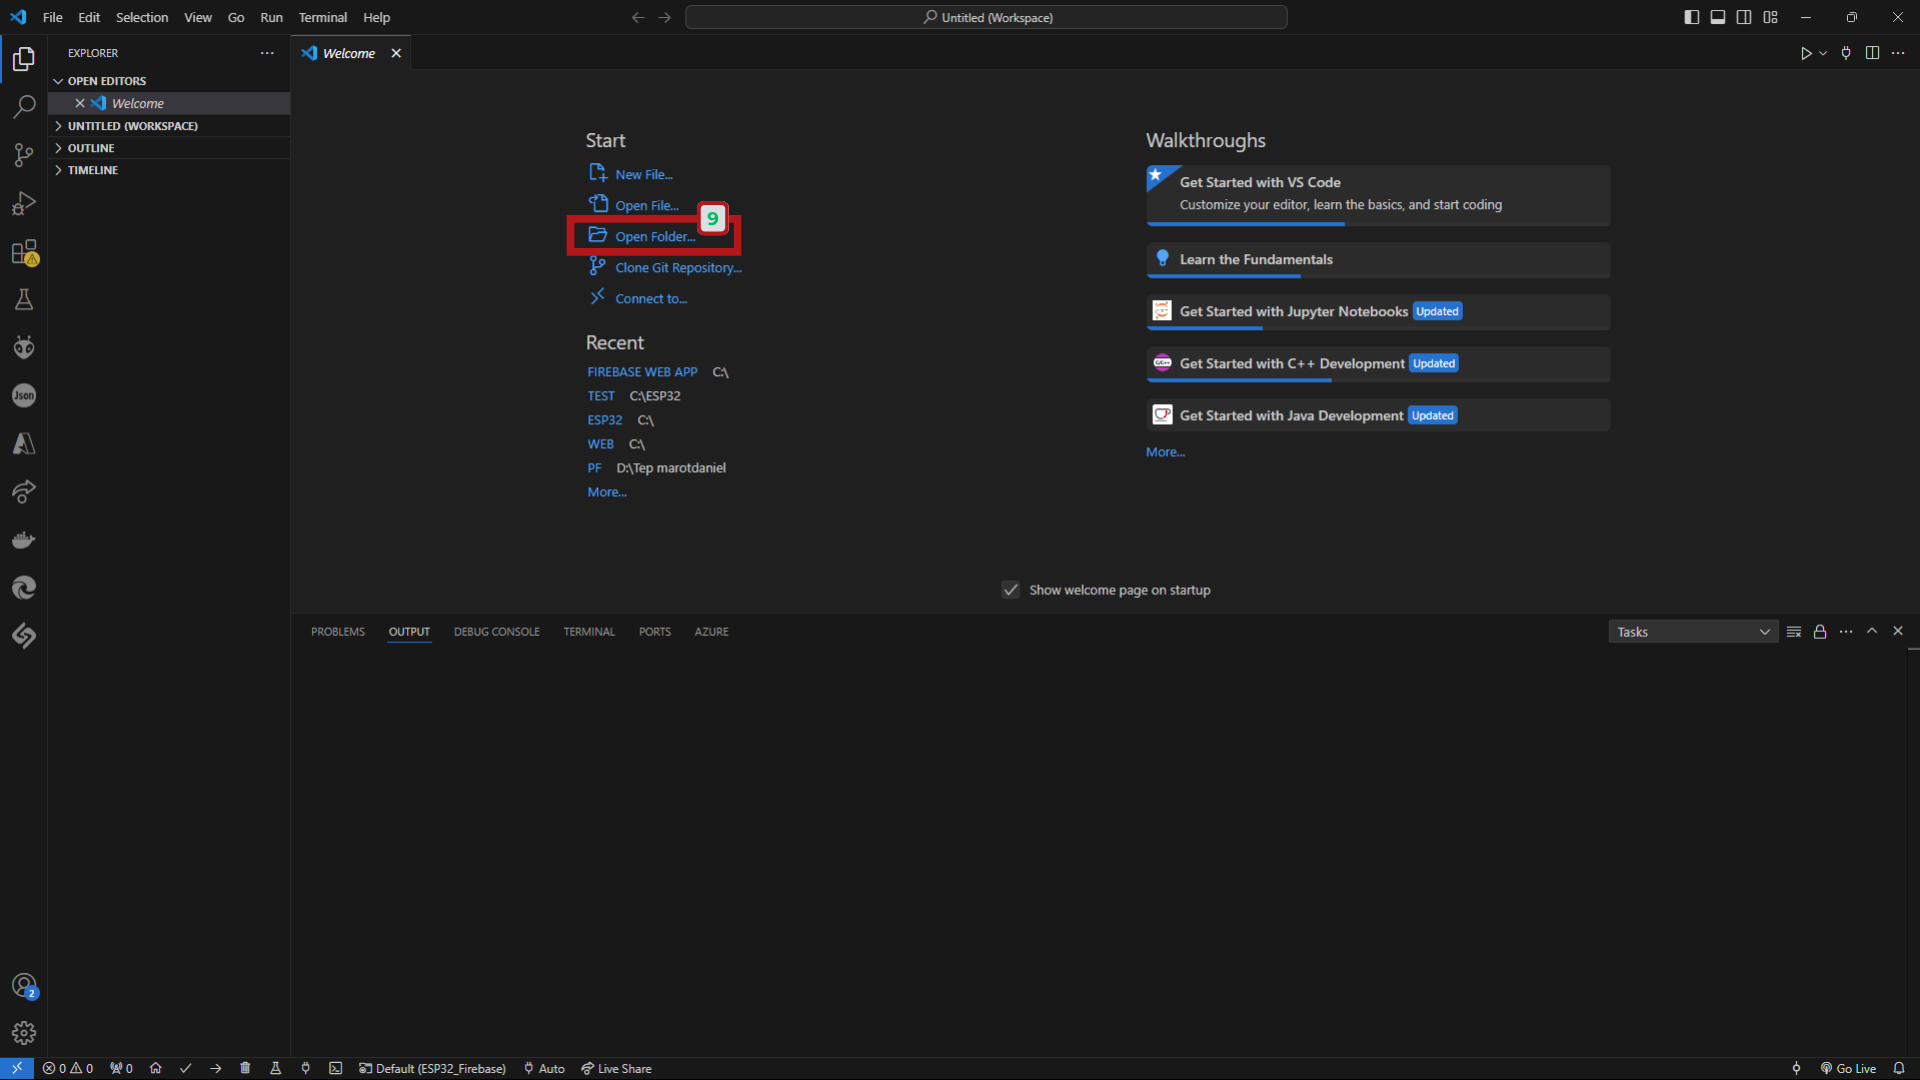 File Edit Selection View Go Run Terminal Help
Untitled (Workspace)
EXPLORER
OPEN EDITORS
Welcome
UNTITLED (WORKSPACE)
OUTLINE
TIMELINE
Json
2
Welcome
Start
New File...
Open File...
9
Open Folder...
Clone Git Repository...
Connect to...
Recent
FIREBASE WEB APP C:\
TEST C:\ESP32
ESP32 C:\
WEB C:\
PF D:\Tep marotdaniel
More...
Walkthroughs
Get Started with VS Code
Customize your editor, learn the basics, and start coding
Learn the Fundamentals
Get Started with Jupyter Notebooks Updated
C/C++ Get Started with C++ Development Updated
Get Started with Java Development Updated
More...
Show welcome page on startup
PROBLEMS OUTPUT DEBUG CONSOLE TERMINAL PORTS AZURE
Tasks
0 0 0 Default (ESP32_Firebase) Auto Live Share Go Live